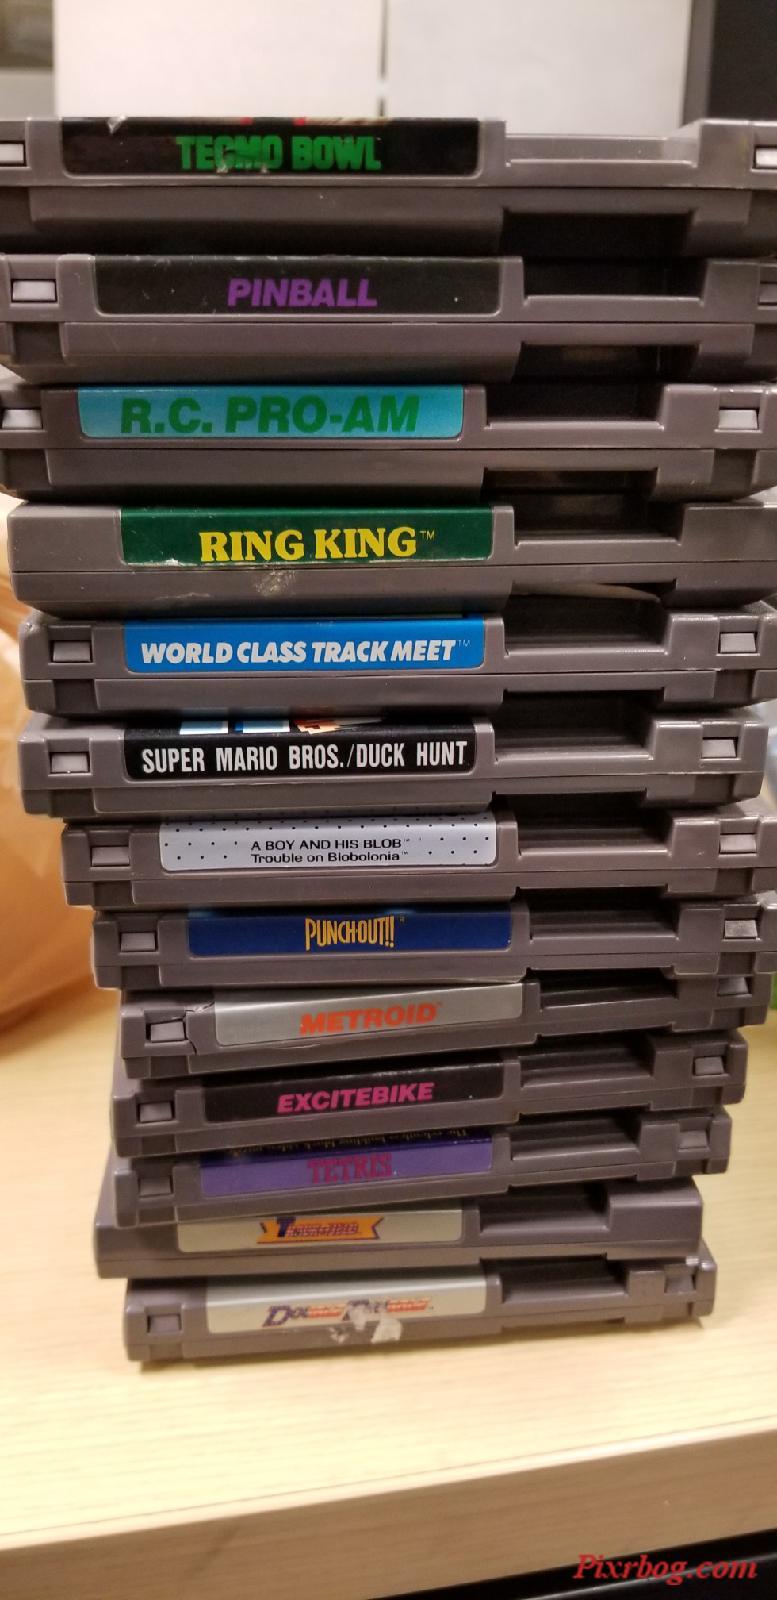 TECMO BOWL
PINBALL
R.C. PRO-AM
RING KING™
WORLD CLASS TRACK MEET™
SUPER MARIO BROS./DUCK HUNT
A BOY AND HIS BLOB™
Trouble on Blobolonia™
PUNCH-OUT!!™
METROID™
EXCITEBIKE
TETRIS
Pixrbog.com